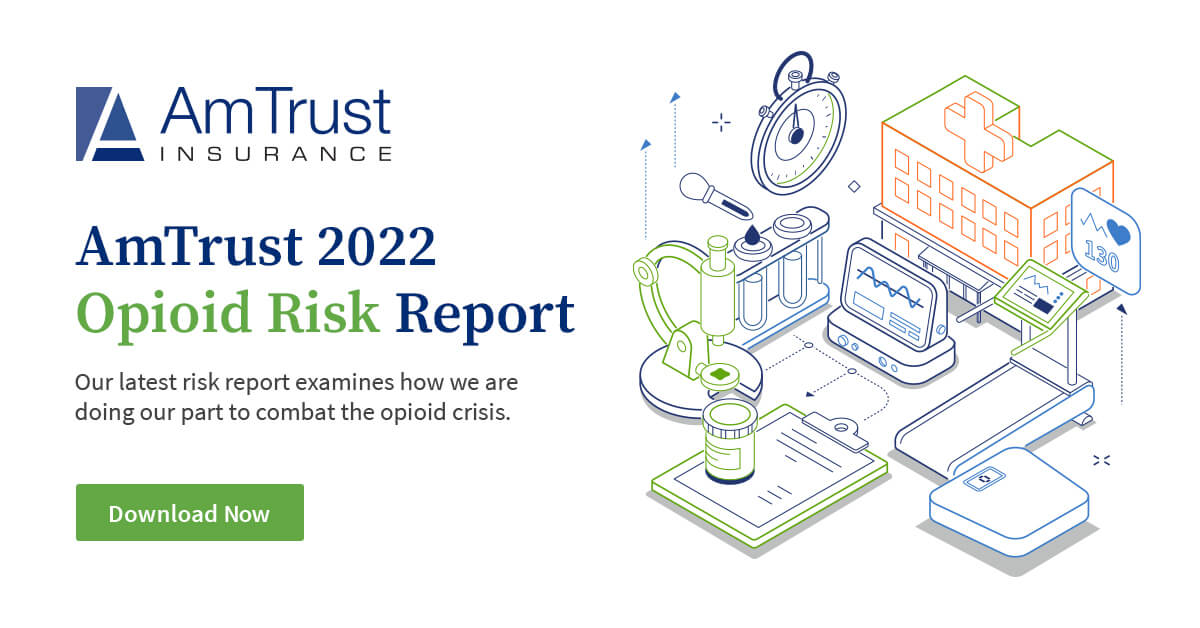 AmTrust
INSURANCE
AmTrust 2022
Opioid Risk Report
Our latest risk report examines how we are
doing our part to combat the opioid crisis.
Download Now
130
0